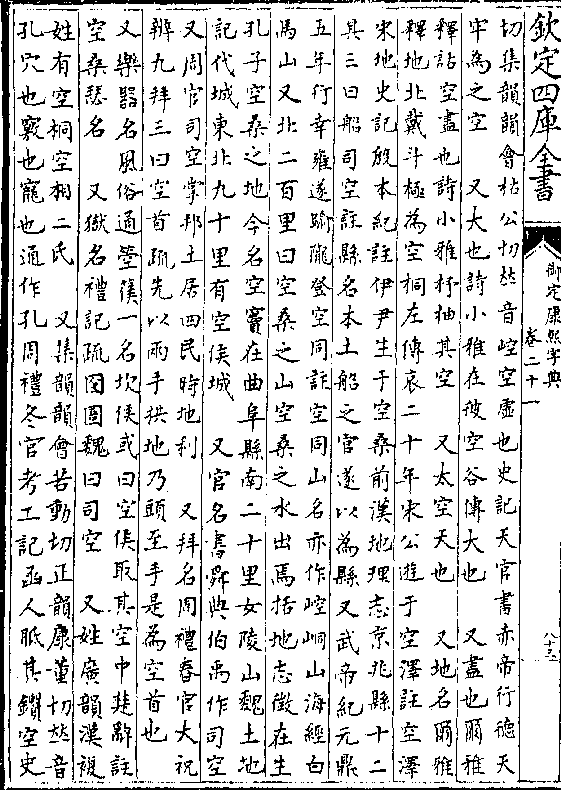 欽定四庫全書
御定康熙字典
卷二十一
八十三
切集韻韻會枯公切𠀤音崆空虛也史記天官書赤帝行德天
牢為之空　又大也詩小雅在彼空谷傳大也　又盡也爾雅
釋詁空盡也詩小雅杼柚其空　又太空天也　又地名爾雅
釋地北戴斗極為空桐左傳哀二十年宋公遊于空澤註空澤
宋地史記殷本紀註伊尹生于空桑前漢地理志京兆縣十二
其三曰船司空註縣名本主船之官遂以為縣又武帝紀元鼎
五年行幸雍遂踰隴登空同註空同山名亦作崆峒山海經白
馬山又北二百里曰空桑之山空桑之水出焉括地志徵在生
孔子空桑之地今名空竇在曲阜縣南二十里女陵山魏土地
記代城東北九十里有空侯城　又官名書舜典伯禹作司空
又周官司空掌邦土居四民時地利　又拜名周禮春官大祝
辨九拜三曰空首疏先以兩手拱地乃頭至手是為空首也
又樂器名風俗通箜篌一名坎侯或曰空侯取其空中楚辭註
空桑瑟名　又獄名禮記疏囹圄魏曰司空　又姓廣韻漢複
姓有空桐空相二氏　又集韻韻會苦動切正韻康董切𠀤音
孔穴也竅也窾也通作孔周禮冬官考工記函人眂其鑽空史